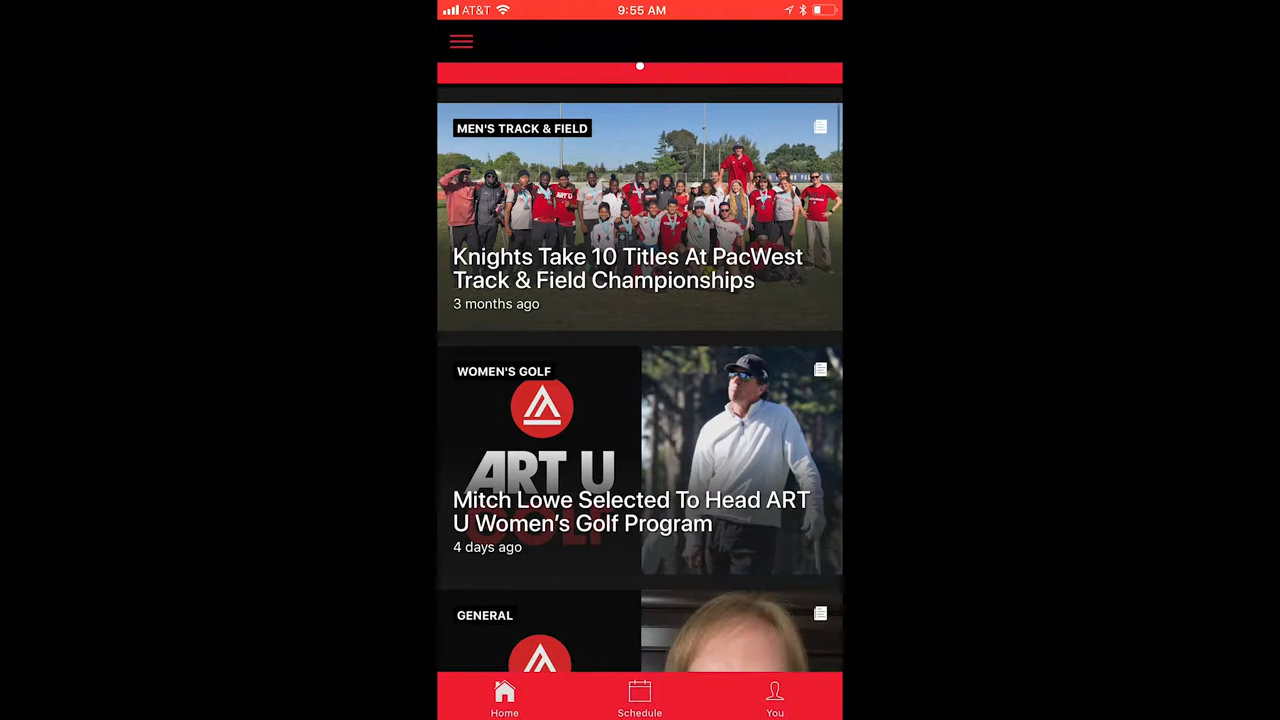 AT&T
9:55 AM
MEN'S TRACK & FIELD
Knights Take 10 Titles At PacWest
Track & Field Championships
3 months ago
WOMEN'S GOLF
ART U
GOLF
Mitch Lowe Selected To Head ART
U Women's Golf Program
4 days ago
GENERAL
Home
Schedule
You